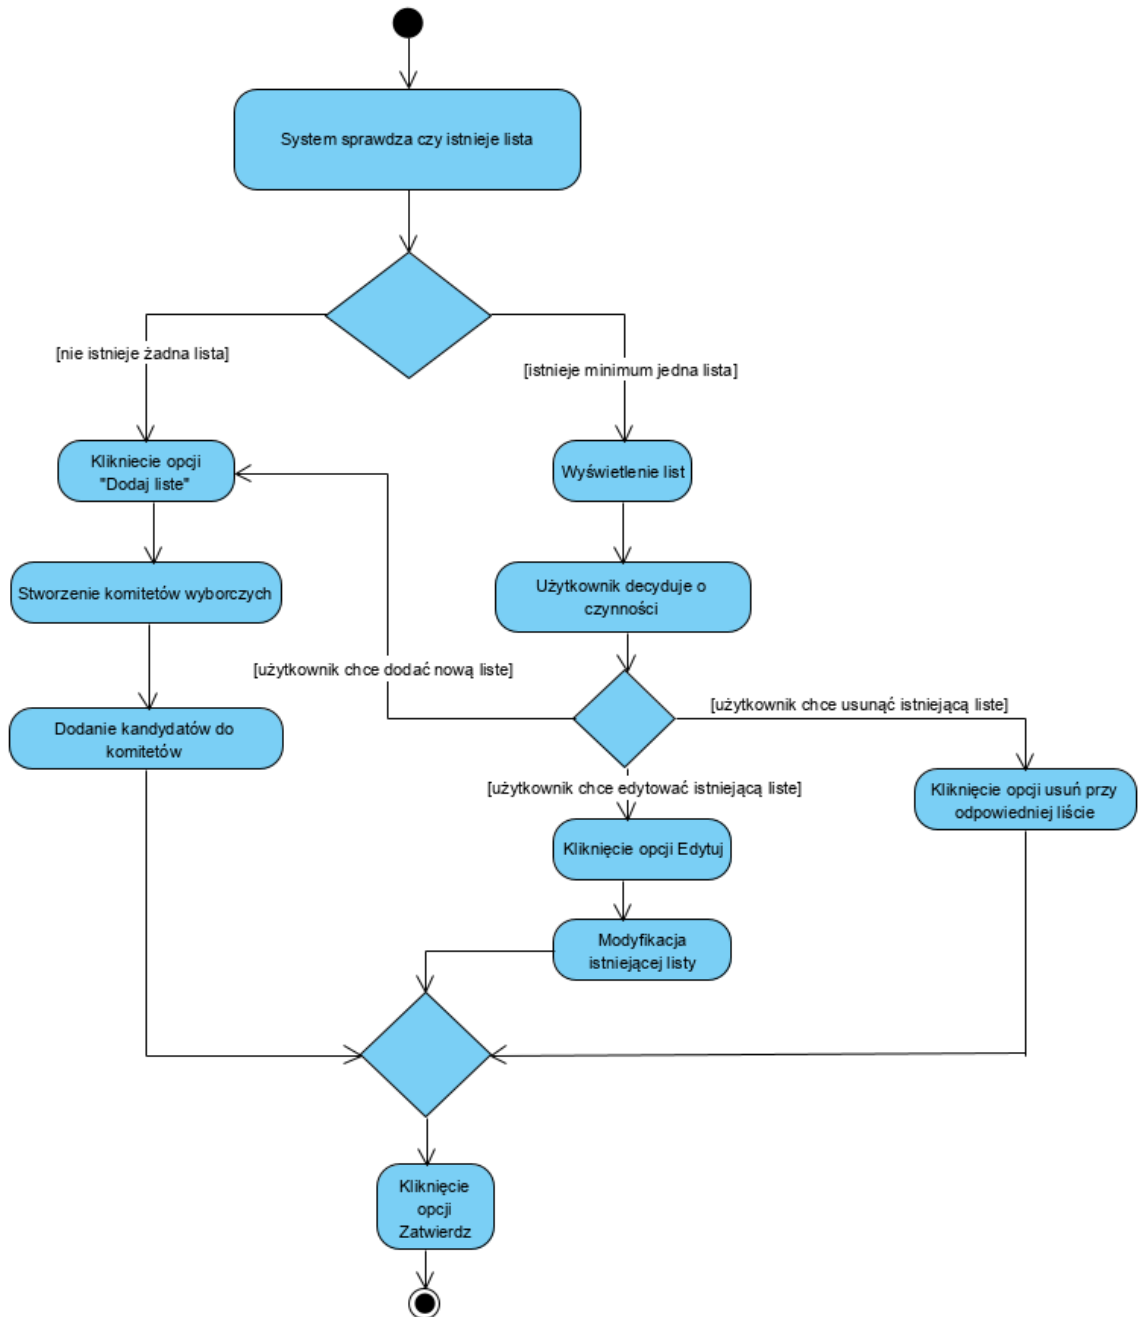 System sprawdza czy istnieje lista
[nie istnieje żadna lista]
[istnieje minimum jedna lista]
Klikniecie opcji
"Dodaj liste"
Wyświetlenie list
Stworzenie komitetów wyborczych
Użytkownik decyduje o
czynności
[użytkownik chce dodać nową liste]
[użytkownik chce usunąć istniejącą liste]
Dodanie kandydatów do
komitetów
[użytkownik chce edytować istniejącą liste]
Kliknięcie opcji usuń przy
odpowiedniej liście
Kliknięcie opcji Edytuj
Modyfikacja
istniejącej listy
Kliknięcie
opcji
Zatwierdz